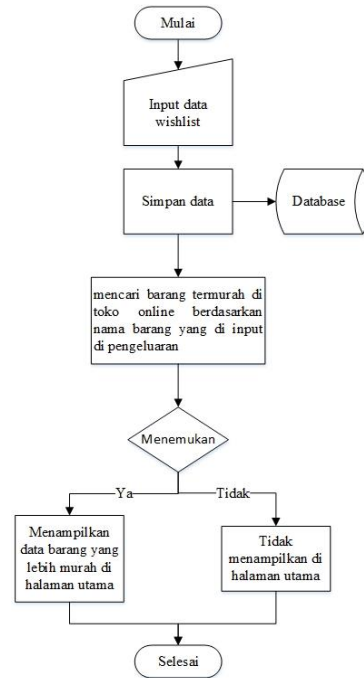 Mulai
Input data
wishlist
Simpan data
Database
mencari barang termurah di
toko online berdasarkan
nama barang yang di input
di pengeluaran
Menemukan
Ya
Tidak
Menampilkan
data barang yang
lebih murah di
halaman utama
Tidak
menampilkan di
halaman utama
Selesai